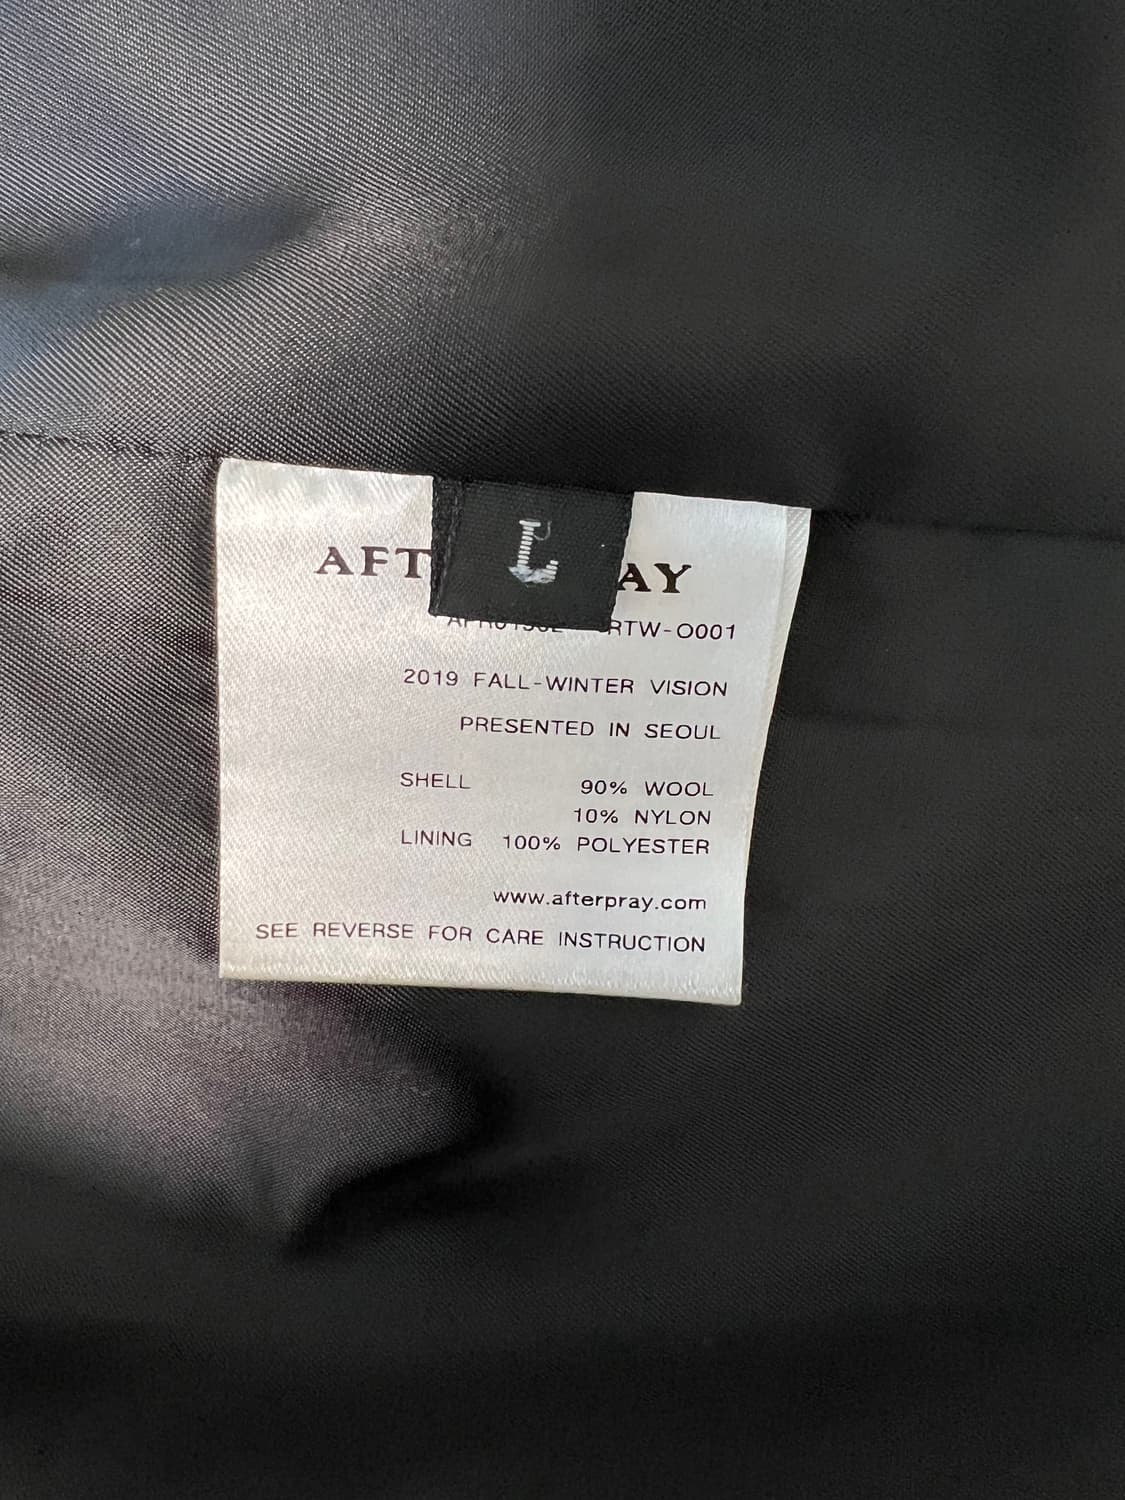 L
AFT AY
RTW-O001
2019 FALL-WINTER VISION
PRESENTED IN SEOUL
SHELL 90% WOOL
10% NYLON
LINING 100% POLYESTER
www.afterpray.com
SEE REVERSE FOR CARE INSTRUCTION